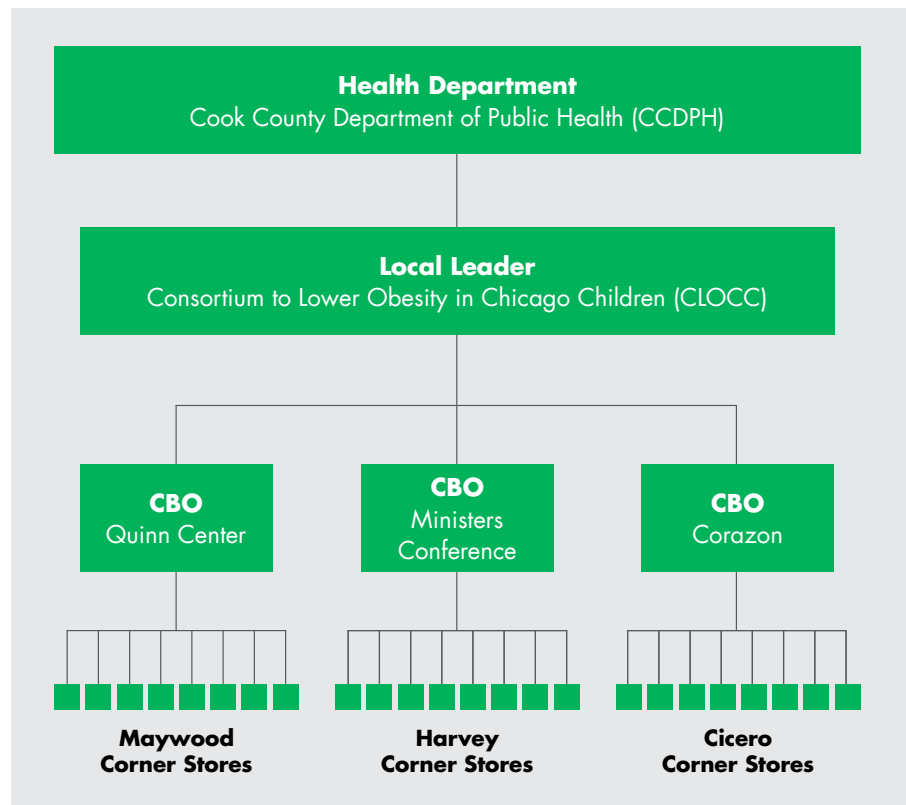 Health Department
Cook County Department of Public Health (CCDPH)
Local Leader
Consortium to Lower Obesity in Chicago Children (CLOCC)
CBO
Quinn Center
CBO
Ministers
Conference
CBO
Corazon
Maywood
Corner Stores
Harvey
Corner Stores
Cicero
Corner Stores